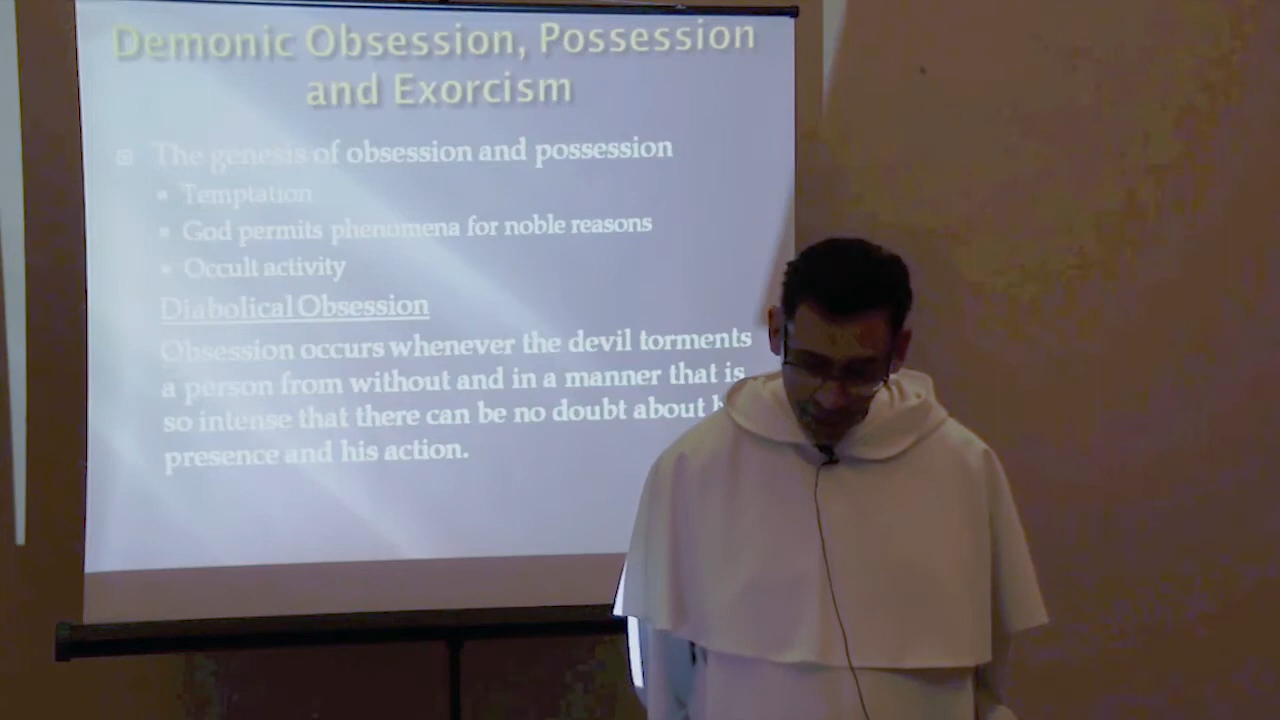 Demonic Obsession, Possession
and Exorcism
The genesis of obsession and possession
Temptation
God permits phenomena for noble reasons
Occult activity
Diabolical Obsession
Obsession occurs whenever the devil torments
a person from without and in a manner that is
so intense that there can be no doubt about
presence and his action.